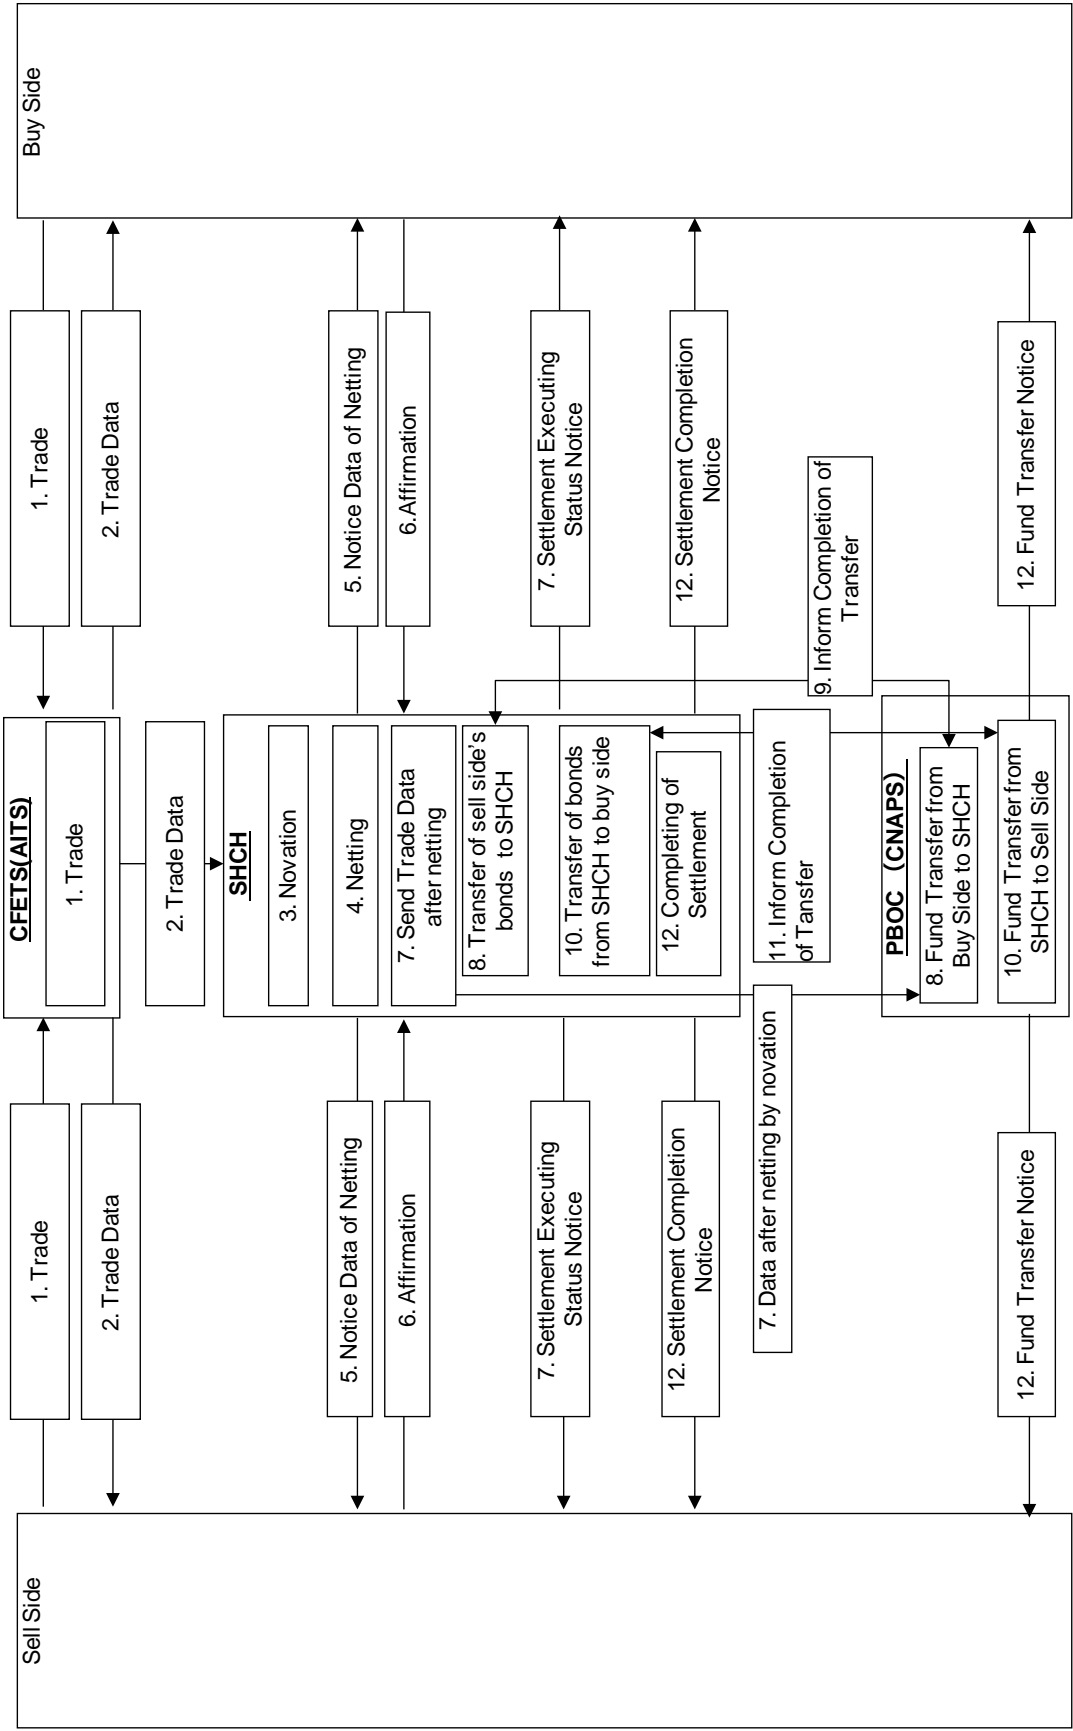 Sell Side
Buy Side
CFETS(AITS)
1. Trade
1. Trade
1. Trade
2. Trade Data
2. Trade Data
2. Trade Data
SHCH
3. Novation
5. Notice Data of Netting
4. Netting
5. Notice Data of Netting
6. Affirmation
7. Send Trade Data
after netting
6.Affirmation
8. Transfer of sell side's
bonds to SHCH
7. Settlement Executing
Status Notice
10. Transfer of bonds
from SHCH to buy side
7. Settlement Executing
Status Notice
12. Settlement Completion
Notice
12. Completing of
Settlement
12. Settlement Completion
Notice
7. Data after netting by novation
11. Inform Completion
of Tansfer
9. Inform Completion of
Transfer
PBOC (CNAPS)
8. Fund Transfer from
Buy Side to SHCH
12. Fund Transfer Notice
10. Fund Transfer from
SHCH to Sell Side
12. Fund Transfer Notice